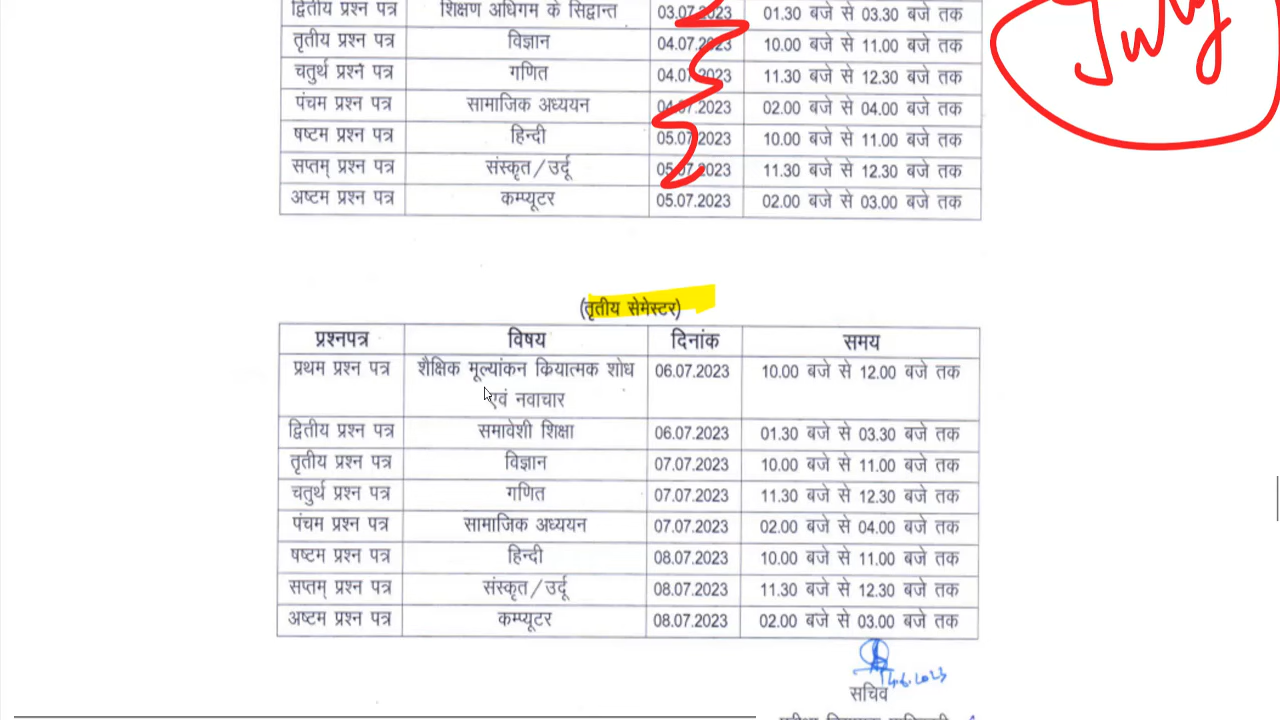 द्वितीय प्रश्न पत्र शिक्षण अधिगम के सिद्वान्त 03.07.2023 01.30 बजे से 03.30 बजे तक
July
तृतीय प्रश्न पत्र विज्ञान 04.07.2023 10.00 बजे से 11.00 बजे तक
चतुर्थ प्रश्न पत्र गणित 04.07.2023 11.30 बजे से 12.30 बजे तक
पंचम प्रश्न पत्र सामाजिक अध्ययन 04.07.2023 02.00 बजे से 04.00 बजे तक
षष्टम प्रश्न पत्र हिन्दी 05.07.2023 10.00 बजे से 11.00 बजे तक
सप्तम् प्रश्न पत्र संस्कृत/उर्दू 05.07.2023 11.30 बजे से 12.30 बजे तक
अष्टम प्रश्न पत्र कम्प्यूटर 05.07.2023 02.00 बजे से 03.00 बजे तक
(तृतीय सेमेस्टर)
प्रश्नपत्र विषय दिनांक समय
प्रथम प्रश्न पत्र शैक्षिक मूल्यांकन कियात्मक शोध 06.07.2023 10.00 बजे से 12.00 बजे तक
एवं नवाचार
द्वितीय प्रश्न पत्र समावेशी शिक्षा 06.07.2023 01.30 बजे से 03.30 बजे तक
तृतीय प्रश्न पत्र विज्ञान 07.07.2023 10.00 बजे से 11.00 बजे तक
चतुर्थ प्रश्न पत्र गणित 07.07.2023 11.30 बजे से 12.30 बजे तक
पंचम प्रश्न पत्र सामाजिक अध्ययन 07.07.2023 02.00 बजे से 04.00 बजे तक
षष्टम प्रश्न पत्र हिन्दी 08.07.2023 10.00 बजे से 11.00 बजे तक
सप्तम् प्रश्न पत्र संस्कृत/उर्दू 08.07.2023 11.30 बजे से 12.30 बजे तक
अष्टम प्रश्न पत्र कम्प्यूटर 08.07.2023 02.00 बजे से 03.00 बजे तक
सचिव